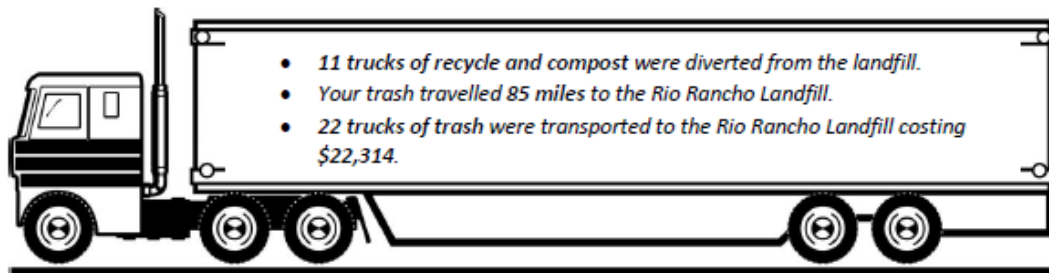 • 11 trucks of recycle and compost were diverted from the landfill.
• Your trash travelled 85 miles to the Rio Rancho Landfill.
• 22 trucks of trash were transported to the Rio Rancho Landfill costing
$22,314.